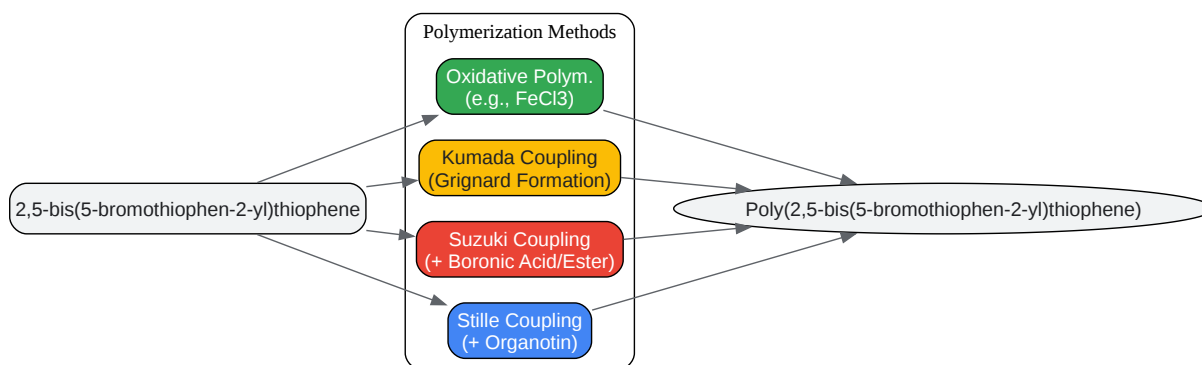 Polymerization Methods
Oxidative Polym.
(e.g., FeCl3)
Kumada Coupling
(Grignard Formation)
2,5-bis(5-bromothiophen-2-yl)thiophene
Poly(2,5-bis(5-bromothiophen-2-yl)thiophene)
Suzuki Coupling
(+ Boronic Acid/Ester)
Stille Coupling
(+ Organotin)